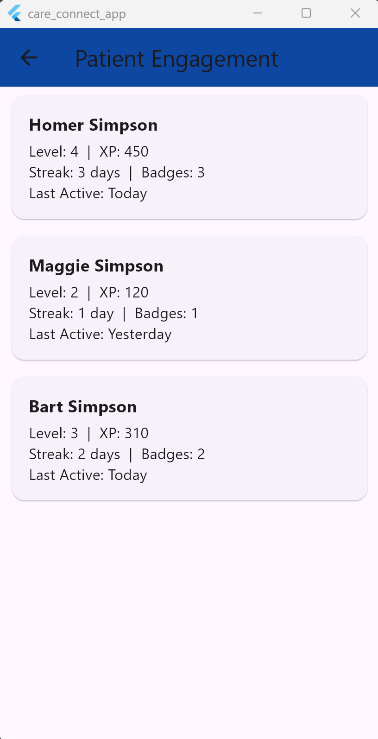 care_connect_app
Patient Engagement
Homer Simpson
Level: 4 | XP: 450
Streak: 3 days | Badges: 3
Last Active: Today
Maggie Simpson
Level: 2 | XP: 120
Streak: 1 day | Badges: 1
Last Active: Yesterday
Bart Simpson
Level: 3 | XP: 310
Streak: 2 days | Badges: 2
Last Active: Today